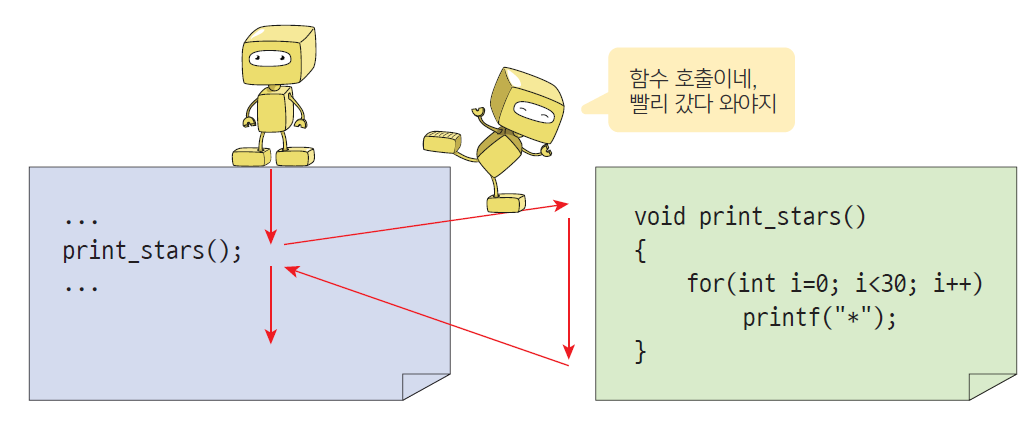 함수 호출이네,
빨리 갔다 와야지
...
print_stars();
...
void print_stars()
{
for(int i=0; i<30; i++)
printf("*");
}